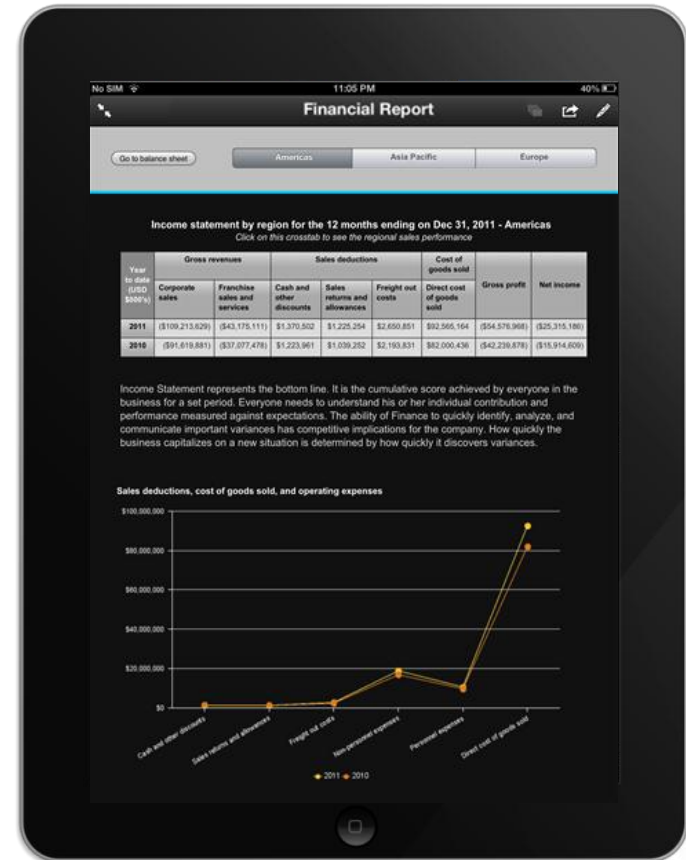 No SIM 11:05 PM 40%
Financial Report
Go to balance sheet Americas Asia Pacific Europe
Income statement by region for the 12 months ending on Dec 31, 2011 - Americas
Click on this crosstab to see the regional sales performance
Year to date (USD $000's) Gross revenues Sales deductions Cost of goods sold Gross profit Net income
Corporate sales Franchise sales and services Cash and other discounts Sales returns and allowances Freight out costs Direct cost of goods sold
2011 ($109,213,629) ($43,175,111) $1,370,502 $1,225,254 $2,650,851 $92,565,164 ($54,576,968) ($25,315,186)
2010 ($91,619,881) ($37,077,478) $1,223,961 $1,039,252 $2,193,831 $82,000,436 ($42,239,878) ($15,914,609)
Income Statement represents the bottom line. It is the cumulative score achieved by everyone in the
business for a set period. Everyone needs to understand his or her individual contribution and
performance measured against expectations. The ability of Finance to quickly identify, analyze, and
communicate important variances has competitive implications for the company. How quickly the
business capitalizes on a new situation is determined by how quickly it discovers variances.
Sales deductions, cost of goods sold, and operating expenses
$100,000,000
$80,000,000
$60,000,000
$40,000,000
$20,000,000
$0
Cash and other discounts
Sales returns and allowances
Freight out costs
Non-personnel expenses
Personnel expenses
Direct cost of goods sold
2011 2010